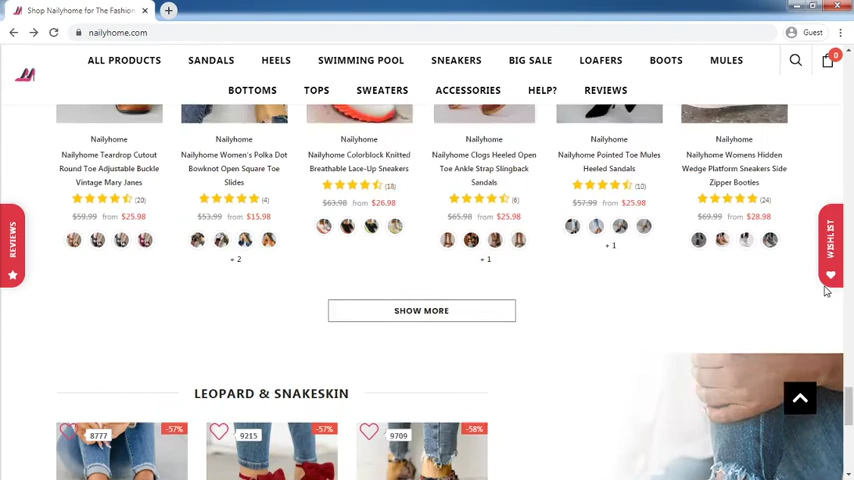 Shop Nailyhome for The Fashion
nailyhome.com
Guest
ALL PRODUCTS SANDALS HEELS SWIMMING POOL SNEAKERS BIG SALE LOAFERS BOOTS MULES
0
BOTTOMS TOPS SWEATERS ACCESSORIES HELP? REVIEWS
Nailyhome Nailyhome Nailyhome Nailyhome Nailyhome Nailyhome
Nailyhome Teardrop Cutout Nailyhome Women's Polka Dot Nailyhome Colorblock Knitted Nailyhome Clogs Heeled Open Nailyhome Pointed Toe Mules Nailyhome Womens Hidden
Round Toe Adjustable Buckle Bowknot Open Square Toe Breathable Lace-Up Sneakers Toe Ankle Strap Slingback Heeled Sandals Wedge Platform Sneakers Side
Vintage Mary Janes Slides Sandals Zipper Booties
(20) (4) (18) (6) (10) (24)
$59.99 from $25.98 $53.99 from $15.98 $63.98 from $26.98 $65.98 from $25.98 $57.99 from $25.98 $69.99 from $28.98
+ 2 + 1 + 1
REVIEWS
WISHLIST
SHOW MORE
LEOPARD & SNAKESKIN
8777 -57% 9215 -57% 9709 -58%